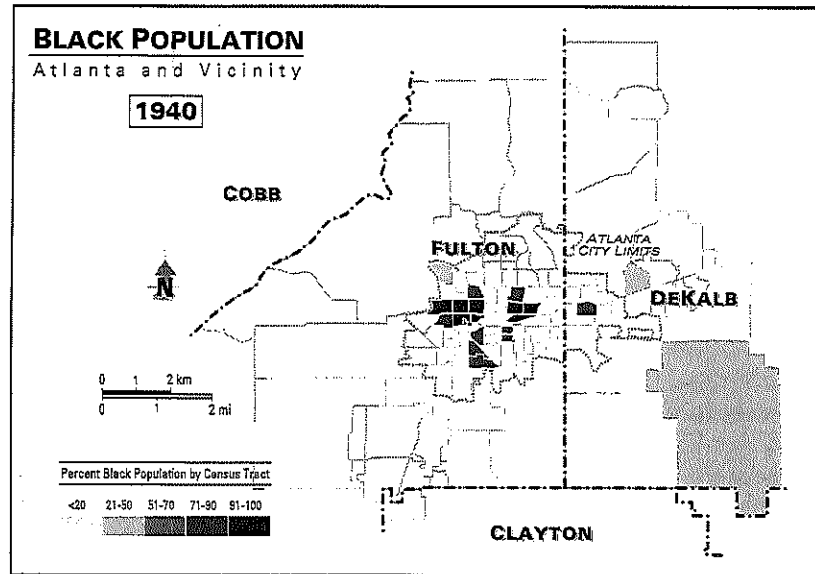 BLACK POPULATION
Atlanta and Vicinity
1940
COBB
FULTON
ATLANTA
CITY LIMITS
DEKALB
N
0 1 2 km
0 1 2 mi
Percent Black Population by Census Tract
<20 21-50 51-70 71-90 91-100
CLAYTON